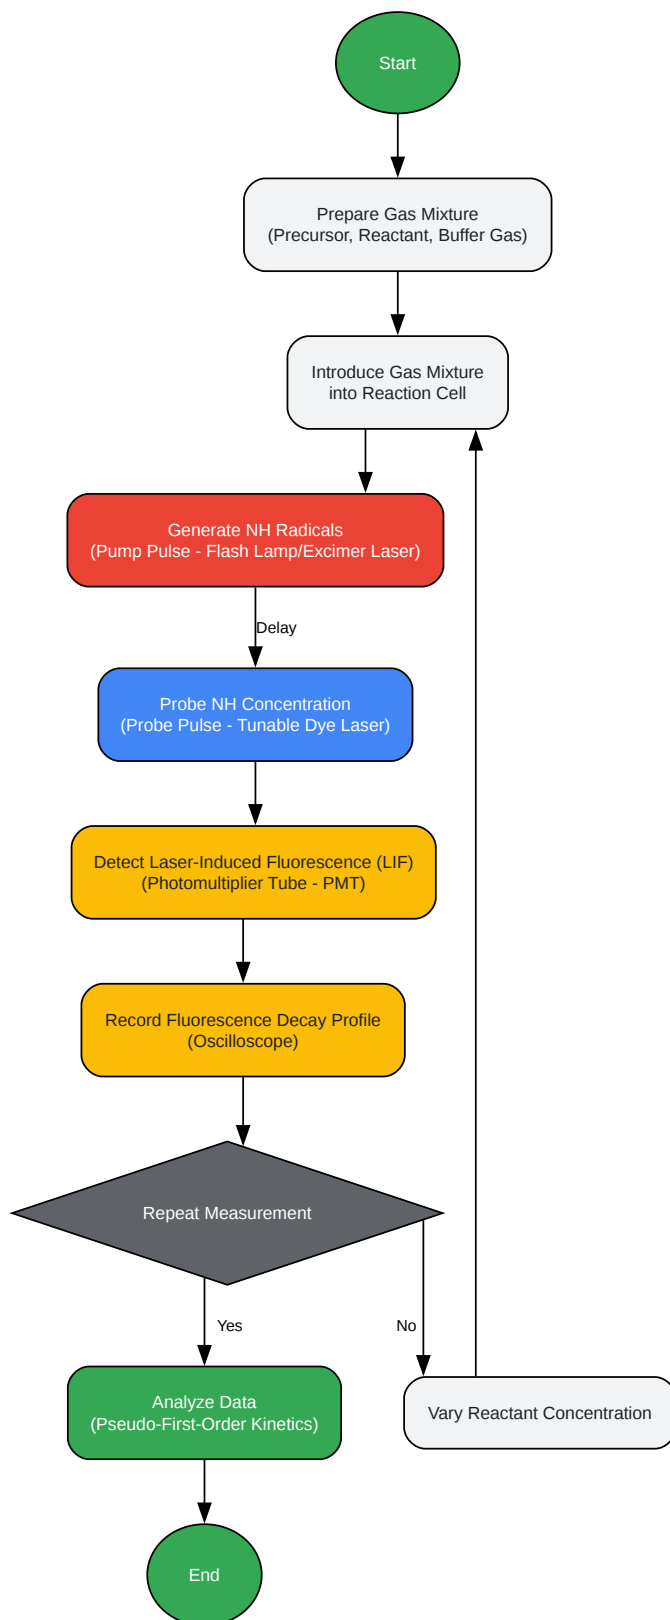 Start
Prepare Gas Mixture
(Precursor, Reactant, Buffer Gas)
Introduce Gas Mixture
into Reaction Cell
Generate NH Radicals
(Pump Pulse - Flash Lamp/Excimer Laser)
Delay
Probe NH Concentration
(Probe Pulse - Tunable Dye Laser)
Detect Laser-Induced Fluorescence (LIF)
(Photomultiplier Tube - PMT)
Record Fluorescence Decay Profile
(Oscilloscope)
Repeat Measurement
Yes
No
Analyze Data
(Pseudo-First-Order Kinetics)
Vary Reactant Concentration
End